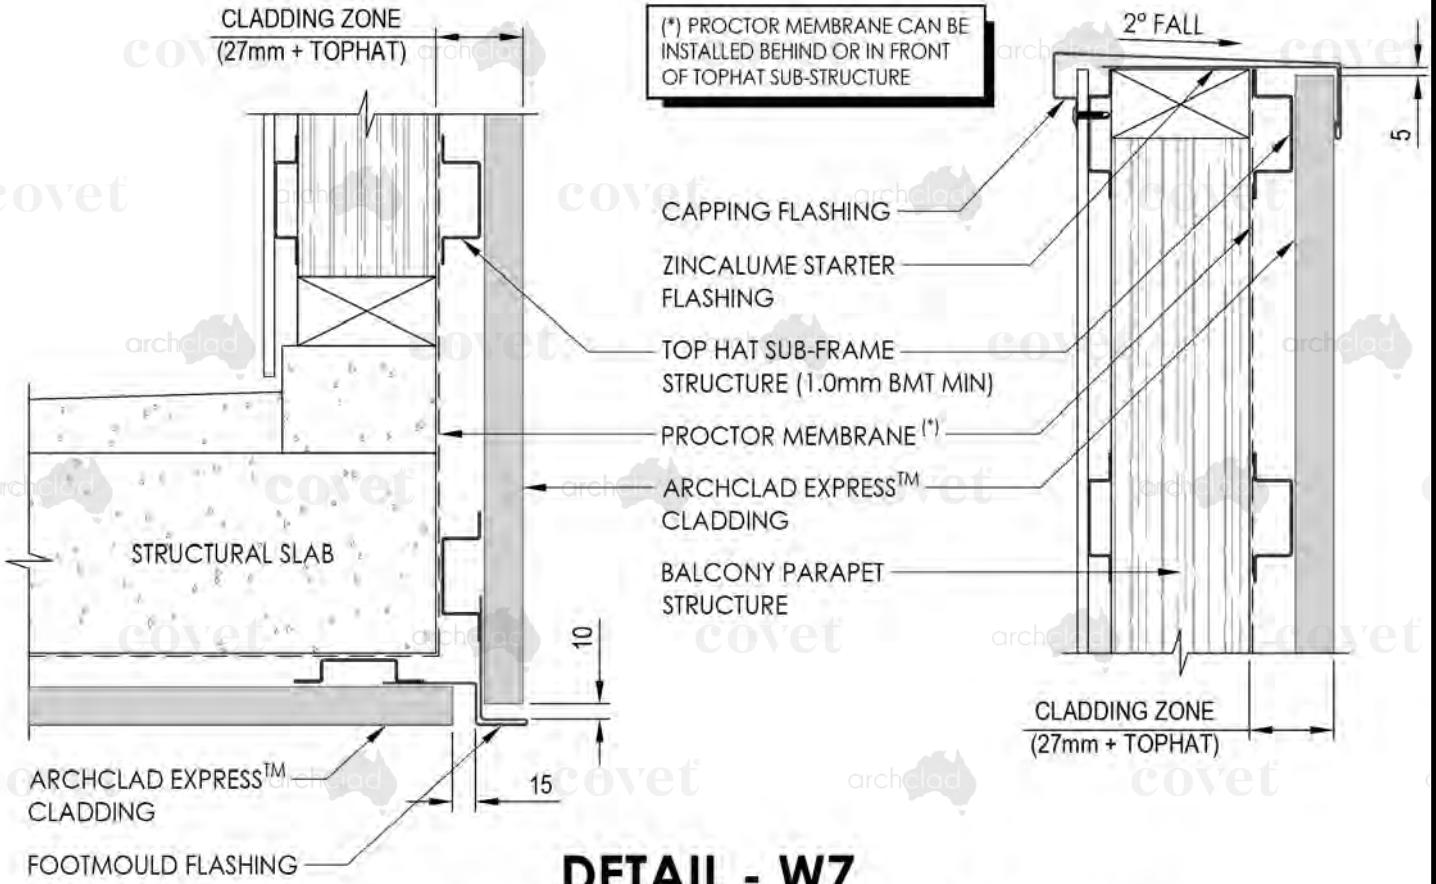 CLADDING ZONE
(27mm + TOPHAT)
(*) PROCTOR MEMBRANE CAN BE
INSTALLED BEHIND OR IN FRONT
OF TOPHAT SUB-STRUCTURE
2° FALL
5
CAPPING FLASHING
ZINCALUME STARTER
FLASHING
TOP HAT SUB-FRAME
STRUCTURE (1.0mm BMT MIN)
PROCTOR MEMBRANE (*)
ARCHCLAD EXPRESS™
CLADDING
BALCONY PARAPET
STRUCTURE
STRUCTURAL SLAB
10
15
CLADDING ZONE
(27mm + TOPHAT)
ARCHCLAD EXPRESS™
CLADDING
FOOTMOULD FLASHING
DETAIL - W7
covet
archclad